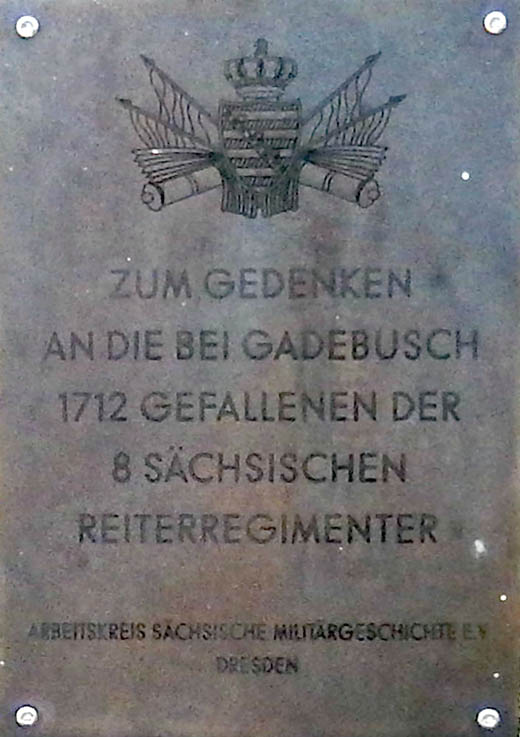 ZUM GEDENKEN
AN DIE BEI GADEBUSCH
1712 GEFALLENEN DER
8 SÄCHSISCHEN
REITERREGIMENTER
ARBEITSKREIS SÄCHSISCHE MILITÄRGESCHICHTE E.V.
DRESDEN